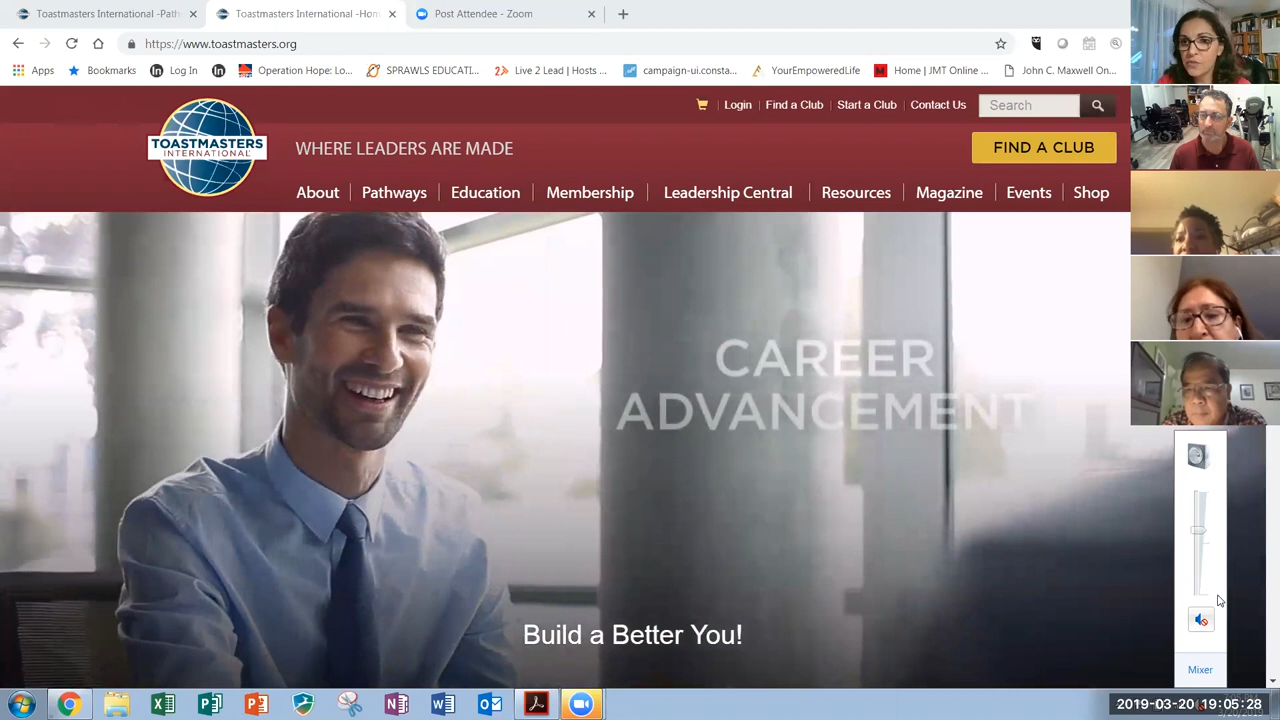 Toastmasters International -Path
Toastmasters International -Hom
Post Attendee - Zoom
https://www.toastmasters.org
Apps
Bookmarks
Log In
Operation Hope: Lo...
SPRAWLS EDUCATI...
Live 2 Lead | Hosts ...
campaign-ui.consta...
YourEmpoweredLife
Home | JMT Online ...
John C. Maxwell On...
Login
Find a Club
Start a Club
Contact Us
Search
TOASTMASTERS
INTERNATIONAL
WHERE LEADERS ARE MADE
FIND A CLUB
About
Pathways
Education
Membership
Leadership Central
Resources
Magazine
Events
Shop
CAREER
ADVANCEMENT
Build a Better You!
Mixer
2019-03-20 19:05:28